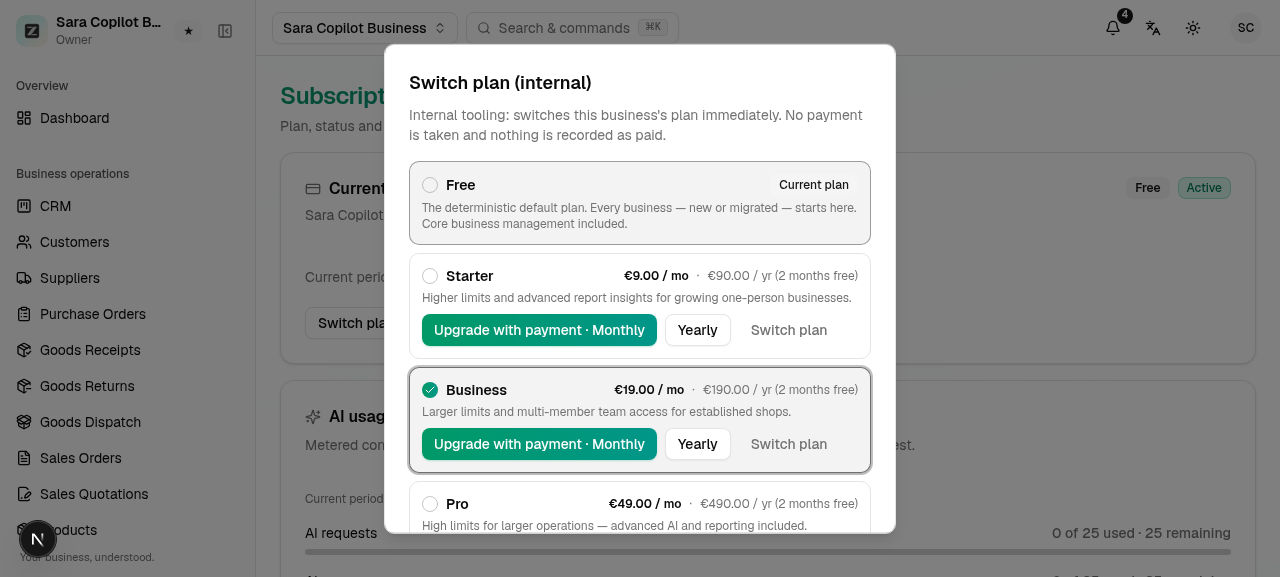 Sara Copilot B...
Owner
Sara Copilot Business
Search & commands
⌘K
4
SC
Overview
Dashboard
Business operations
CRM
Customers
Suppliers
Purchase Orders
Goods Receipts
Goods Returns
Goods Dispatch
Sales Orders
Sales Quotations
oducts
N
Your business, understood.
Subscript
Plan, status and
Current
Free
Active
Sara Copilot
Current perio
Switch pla
AI usag
Metered con
est.
Current period
AI requests
0 of 25 used · 25 remaining
Switch plan (internal)
Internal tooling: switches this business's plan immediately. No payment
is taken and nothing is recorded as paid.
Free
Current plan
The deterministic default plan. Every business — new or migrated — starts here.
Core business management included.
Starter
€9.00 / mo · €90.00 / yr (2 months free)
Higher limits and advanced report insights for growing one-person businesses.
Upgrade with payment · Monthly
Yearly
Switch plan
Business
€19.00 / mo · €190.00 / yr (2 months free)
Larger limits and multi-member team access for established shops.
Upgrade with payment · Monthly
Yearly
Switch plan
Pro
€49.00 / mo · €490.00 / yr (2 months free)
High limits for larger operations — advanced AI and reporting included.